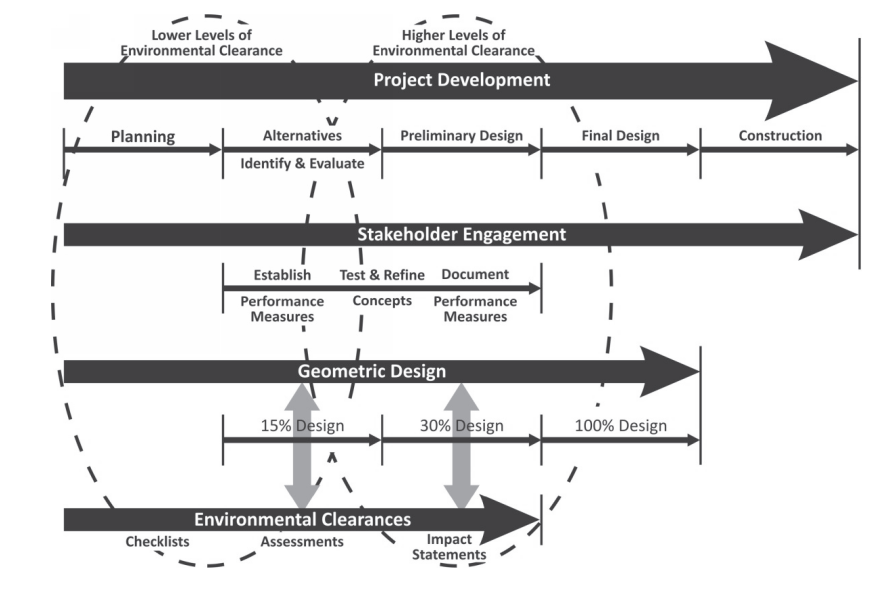 Lower Levels of
Environmental Clearance
Higher Levels of
Environmental Clearance
Project Development
Planning
Alternatives
Identify & Evaluate
Preliminary Design
Final Design
Construction
Stakeholder Engagement
Establish
Performance
Measures
Test & Refine
Concepts
Document
Performance
Measures
Geometric Design
15% Design
30% Design
100% Design
Environmental Clearances
Checklists
Assessments
Impact
Statements